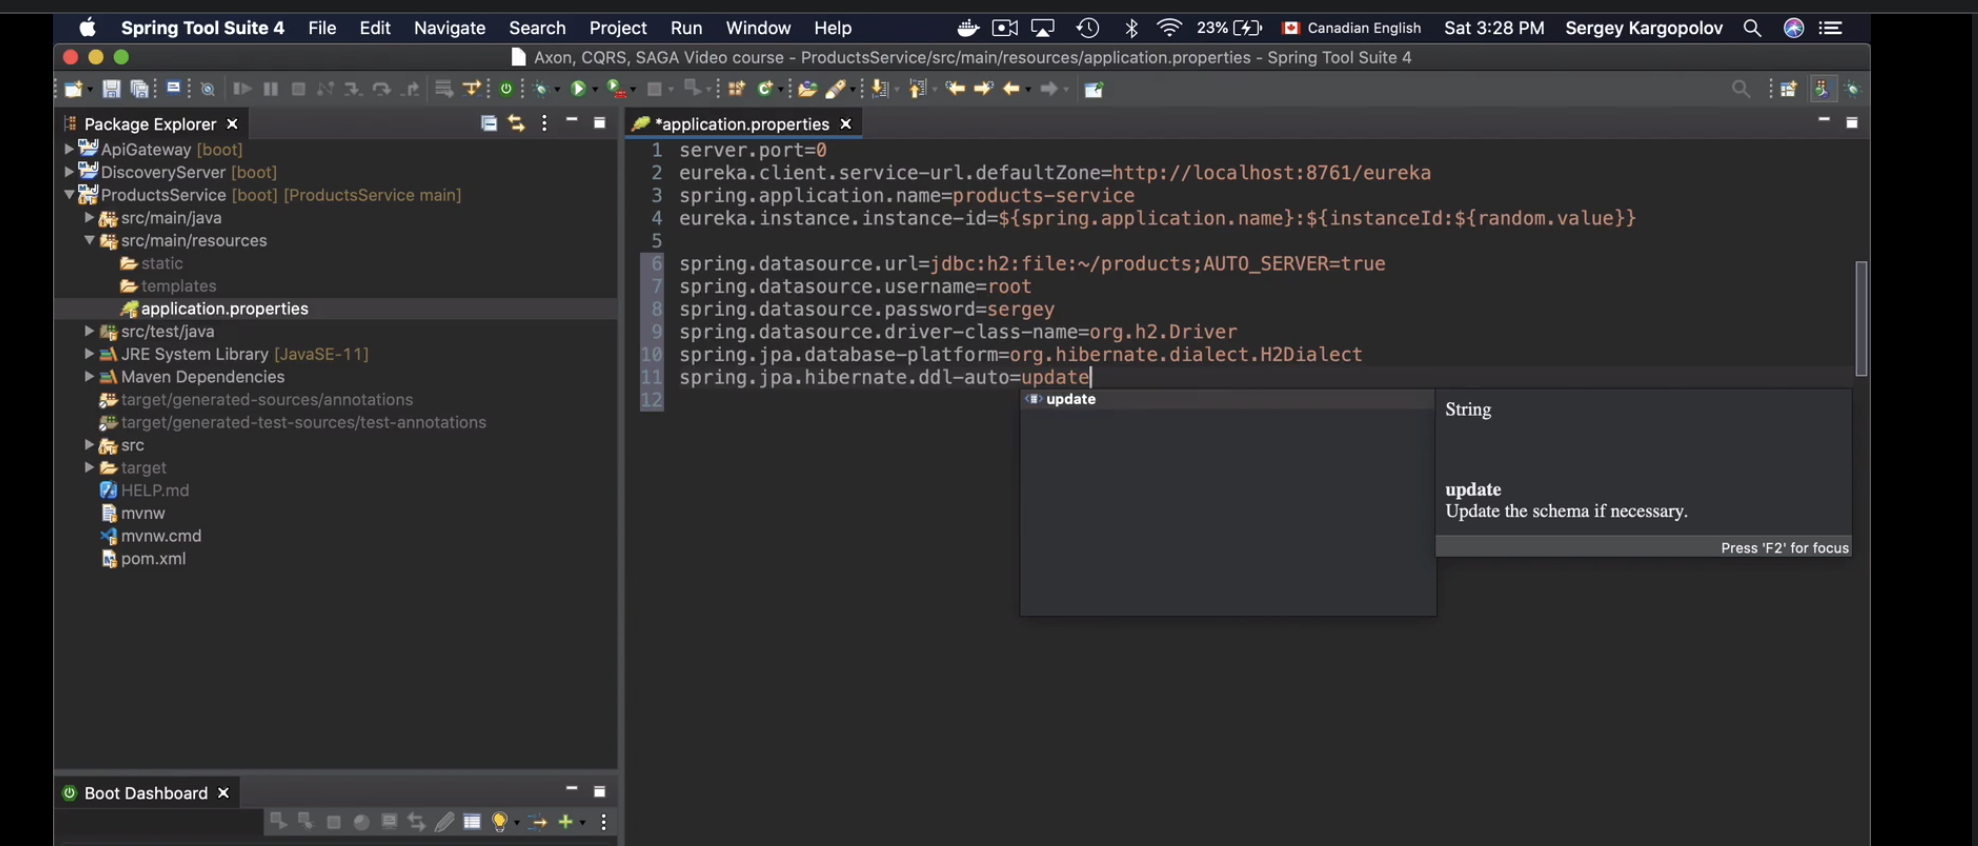 Spring Tool Suite 4 File Edit Navigate Search Project Run Window Help 23% Canadian English Sat 3:28 PM Sergey Kargopolov
Axon, CQRS, SAGA Video course - ProductsService/src/main/resources/application.properties - Spring Tool Suite 4
Package Explorer
ApiGateway [boot]
DiscoveryServer [boot]
ProductsService [boot] [ProductsService main]
src/main/java
src/main/resources
static
templates
application.properties
src/test/java
JRE System Library [JavaSE-11]
Maven Dependencies
target/generated-sources/annotations
target/generated-test-sources/test-annotations
src
target
HELP.md
mvnw
mvnw.cmd
pom.xml
Boot Dashboard
*application.properties
1 server.port=0
2 eureka.client.service-url.defaultZone=http://localhost:8761/eureka
3 spring.application.name=products-service
4 eureka.instance.instance-id=${spring.application.name}:${instanceId:${random.value}}
5
6 spring.datasource.url=jdbc:h2:file:~/products;AUTO_SERVER=true
7 spring.datasource.username=root
8 spring.datasource.password=sergey
9 spring.datasource.driver-class-name=org.h2.Driver
10 spring.jpa.database-platform=org.hibernate.dialect.H2Dialect
11 spring.jpa.hibernate.ddl-auto=update
12
update
String
update
Update the schema if necessary.
Press 'F2' for focus